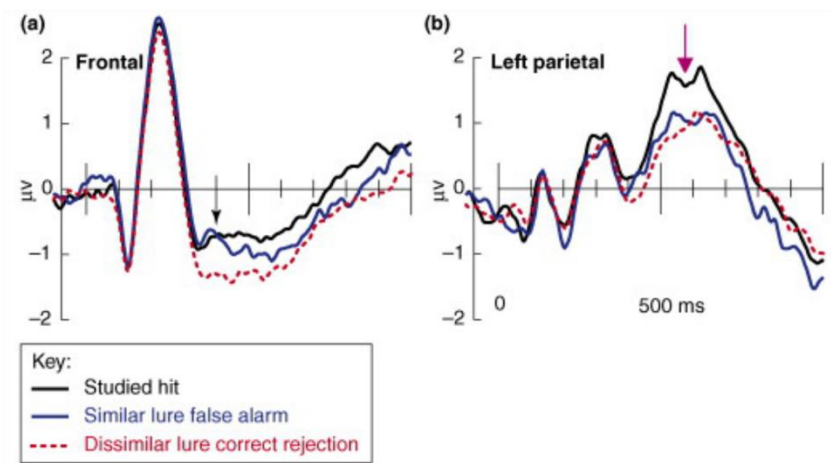 (a)
Frontal
μv
2
1
0
−1
−2
(b)
Left parietal
μv
2
1
0
−1
−2
0
500 ms
Key:
Studied hit
Similar lure false alarm
Dissimilar lure correct rejection